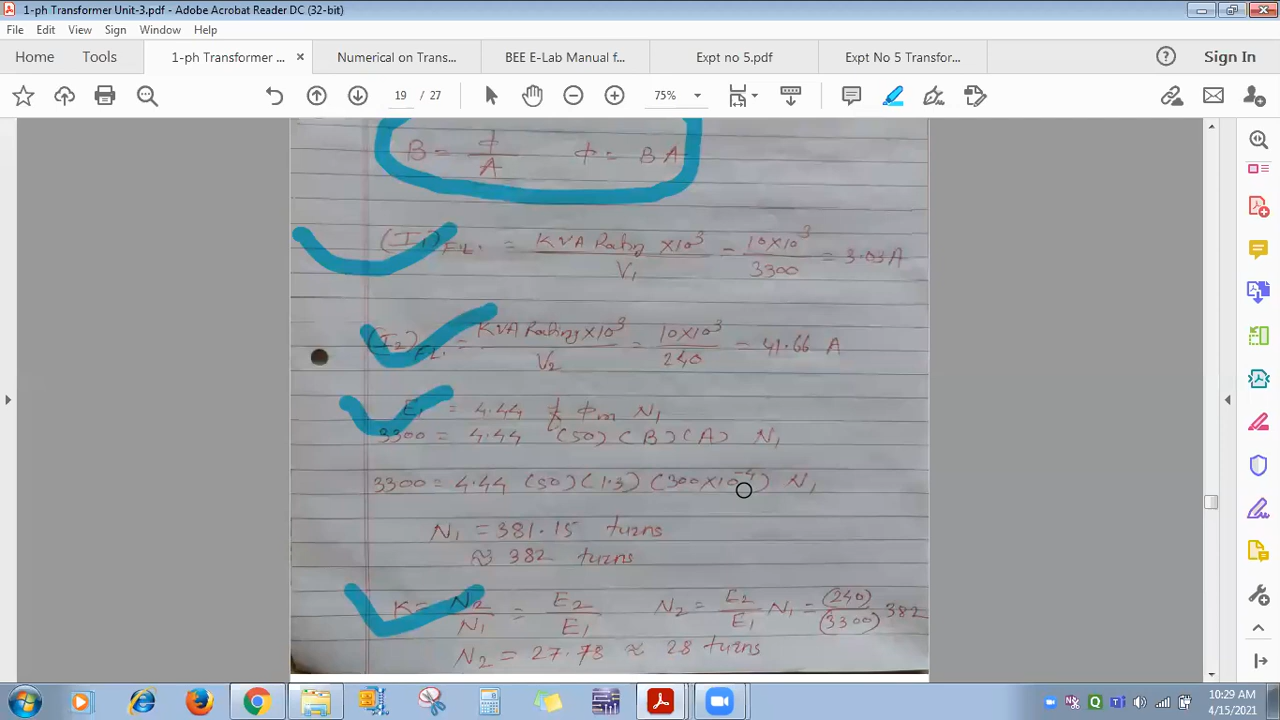 1-ph Transformer Unit-3.pdf - Adobe Acrobat Reader DC (32-bit)
File Edit View Sign Window Help
Home Tools 1-ph Transformer ... × Numerical on Trans... BEE E-Lab Manual f... Expt no 5.pdf Expt No 5 Transfor... Sign In
19 / 27 75%
B = ϕ/A ϕ = BA
(I₁)F.L. = KVA Rating ×10³ / V₁ = 10×10³ / 3300 = 3.03 A
(I₂)F.L. = KVA Rating×10³ / V₂ = 10×10³ / 240 = 41.66 A
E₁ = 4.44 f ϕm N₁
3300 = 4.44 (50) (B) (A) N₁
3300 = 4.44 (50) (1.3) (300×10⁻⁴) N₁
N₁ = 381.15 turns
≈ 382 turns
K = N₂/N₁ = E₂/E₁ N₂ = E₂/E₁ N₁ = (240)/(3300) 382
N₂ = 27.78 ≈ 28 turns
10:29 AM
4/15/2021